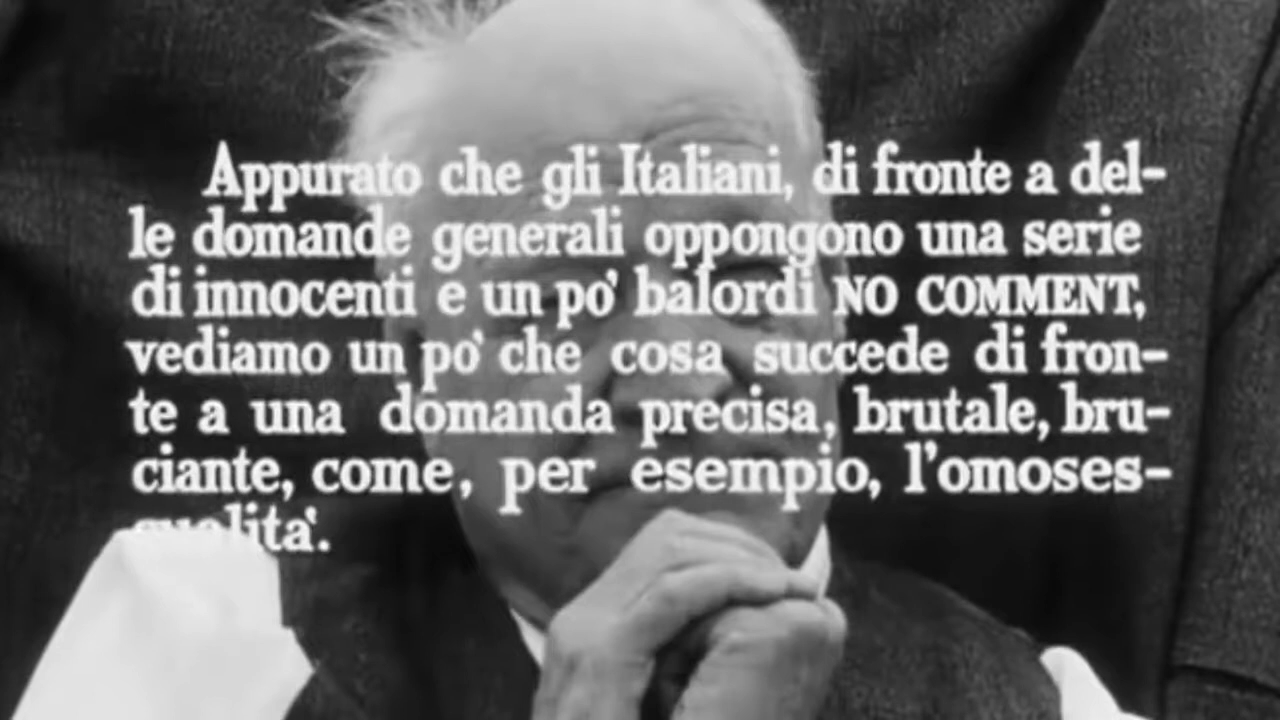 Appurato che gli Italiani, di fronte a del-
le domande generali oppongono una serie
di innocenti e un po' balordi NO COMMENT,
vediamo un po' che cosa succede di fron-
te a una domanda precisa, brutale, bru-
ciante, come, per esempio, l'omoses-
sualita'.